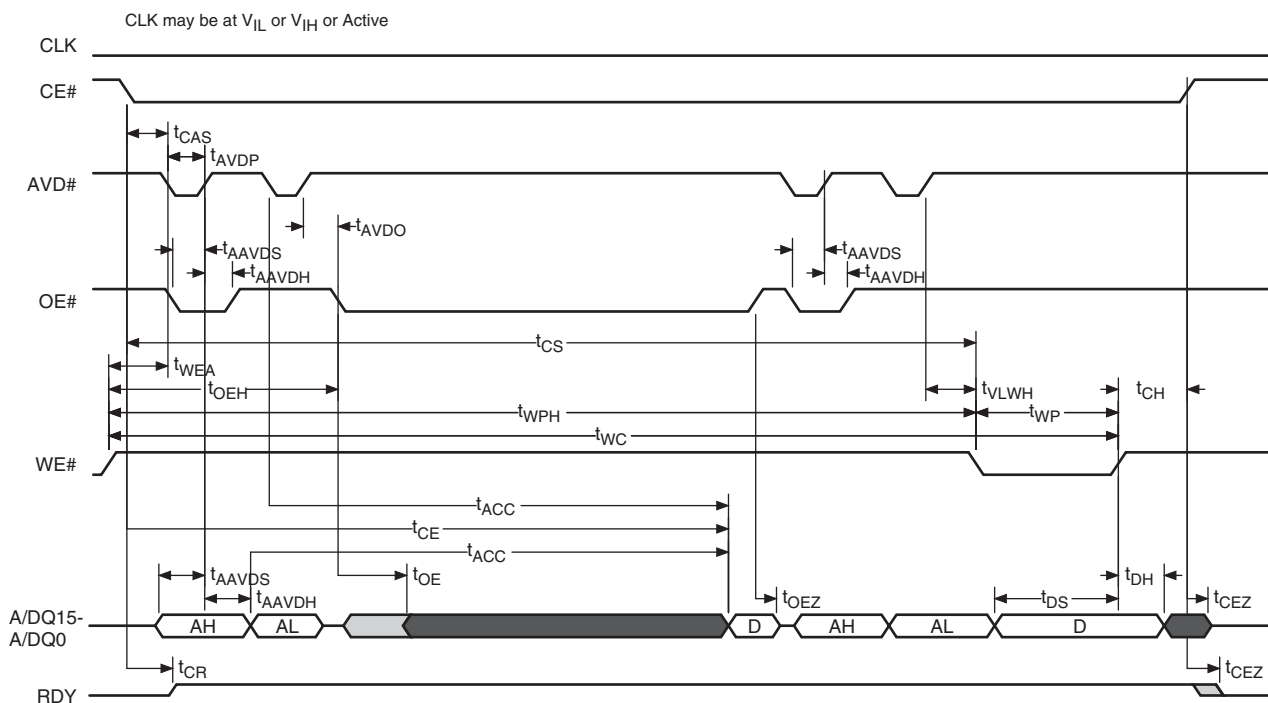 CLK may be at VIL or VIH or Active
CLK
CE#
tCAS
tAVDP
AVD#
tAVDO
tAAVDS
tAAVDS
tAAVDH
tAAVDH
OE#
tCS
tWEA
tOEH
tVLWH
tCH
tWPH
tWP
tWC
WE#
tACC
tCE
tACC
tAAVDS
tOE
tDH
tAAVDH
tOEZ
tDS
tCEZ
A/DQ15-
A/DQ0
AH
AL
D
AH
AL
D
tCR
tCEZ
RDY